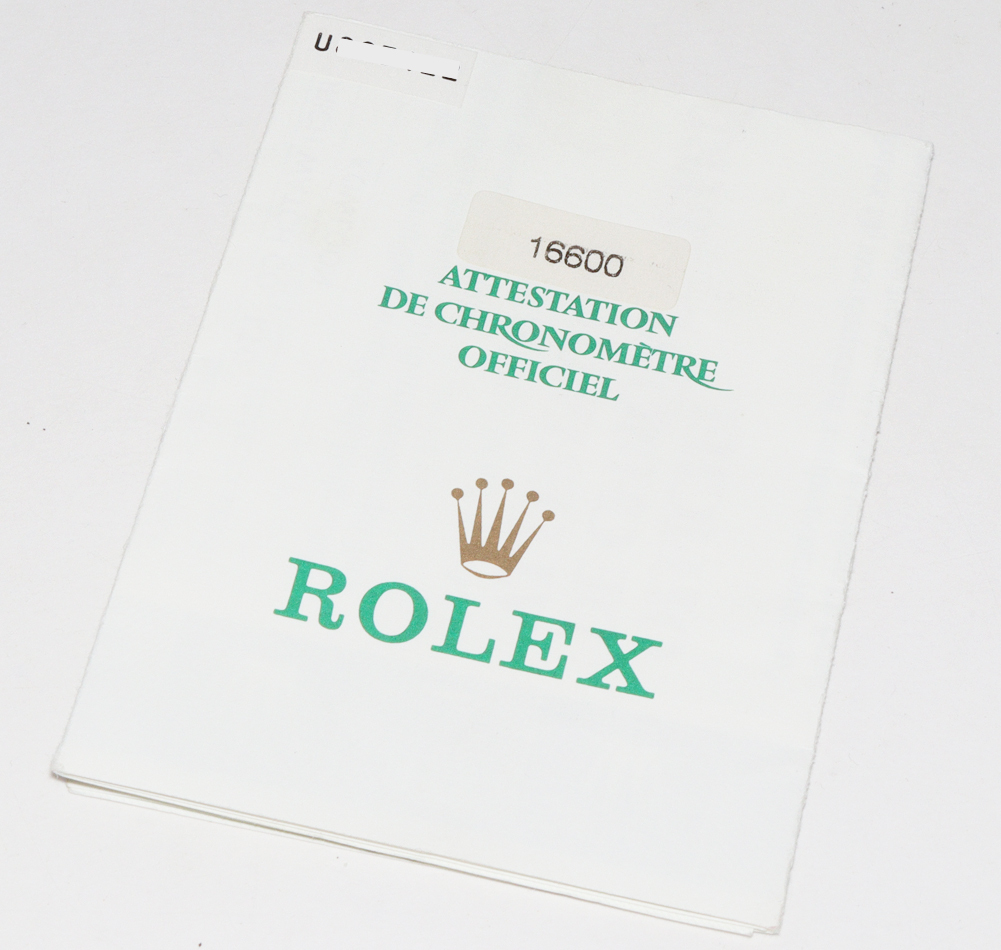 U
16600
ATTESTATION
DE CHRONOMÈTRE
OFFICIEL
ROLEX